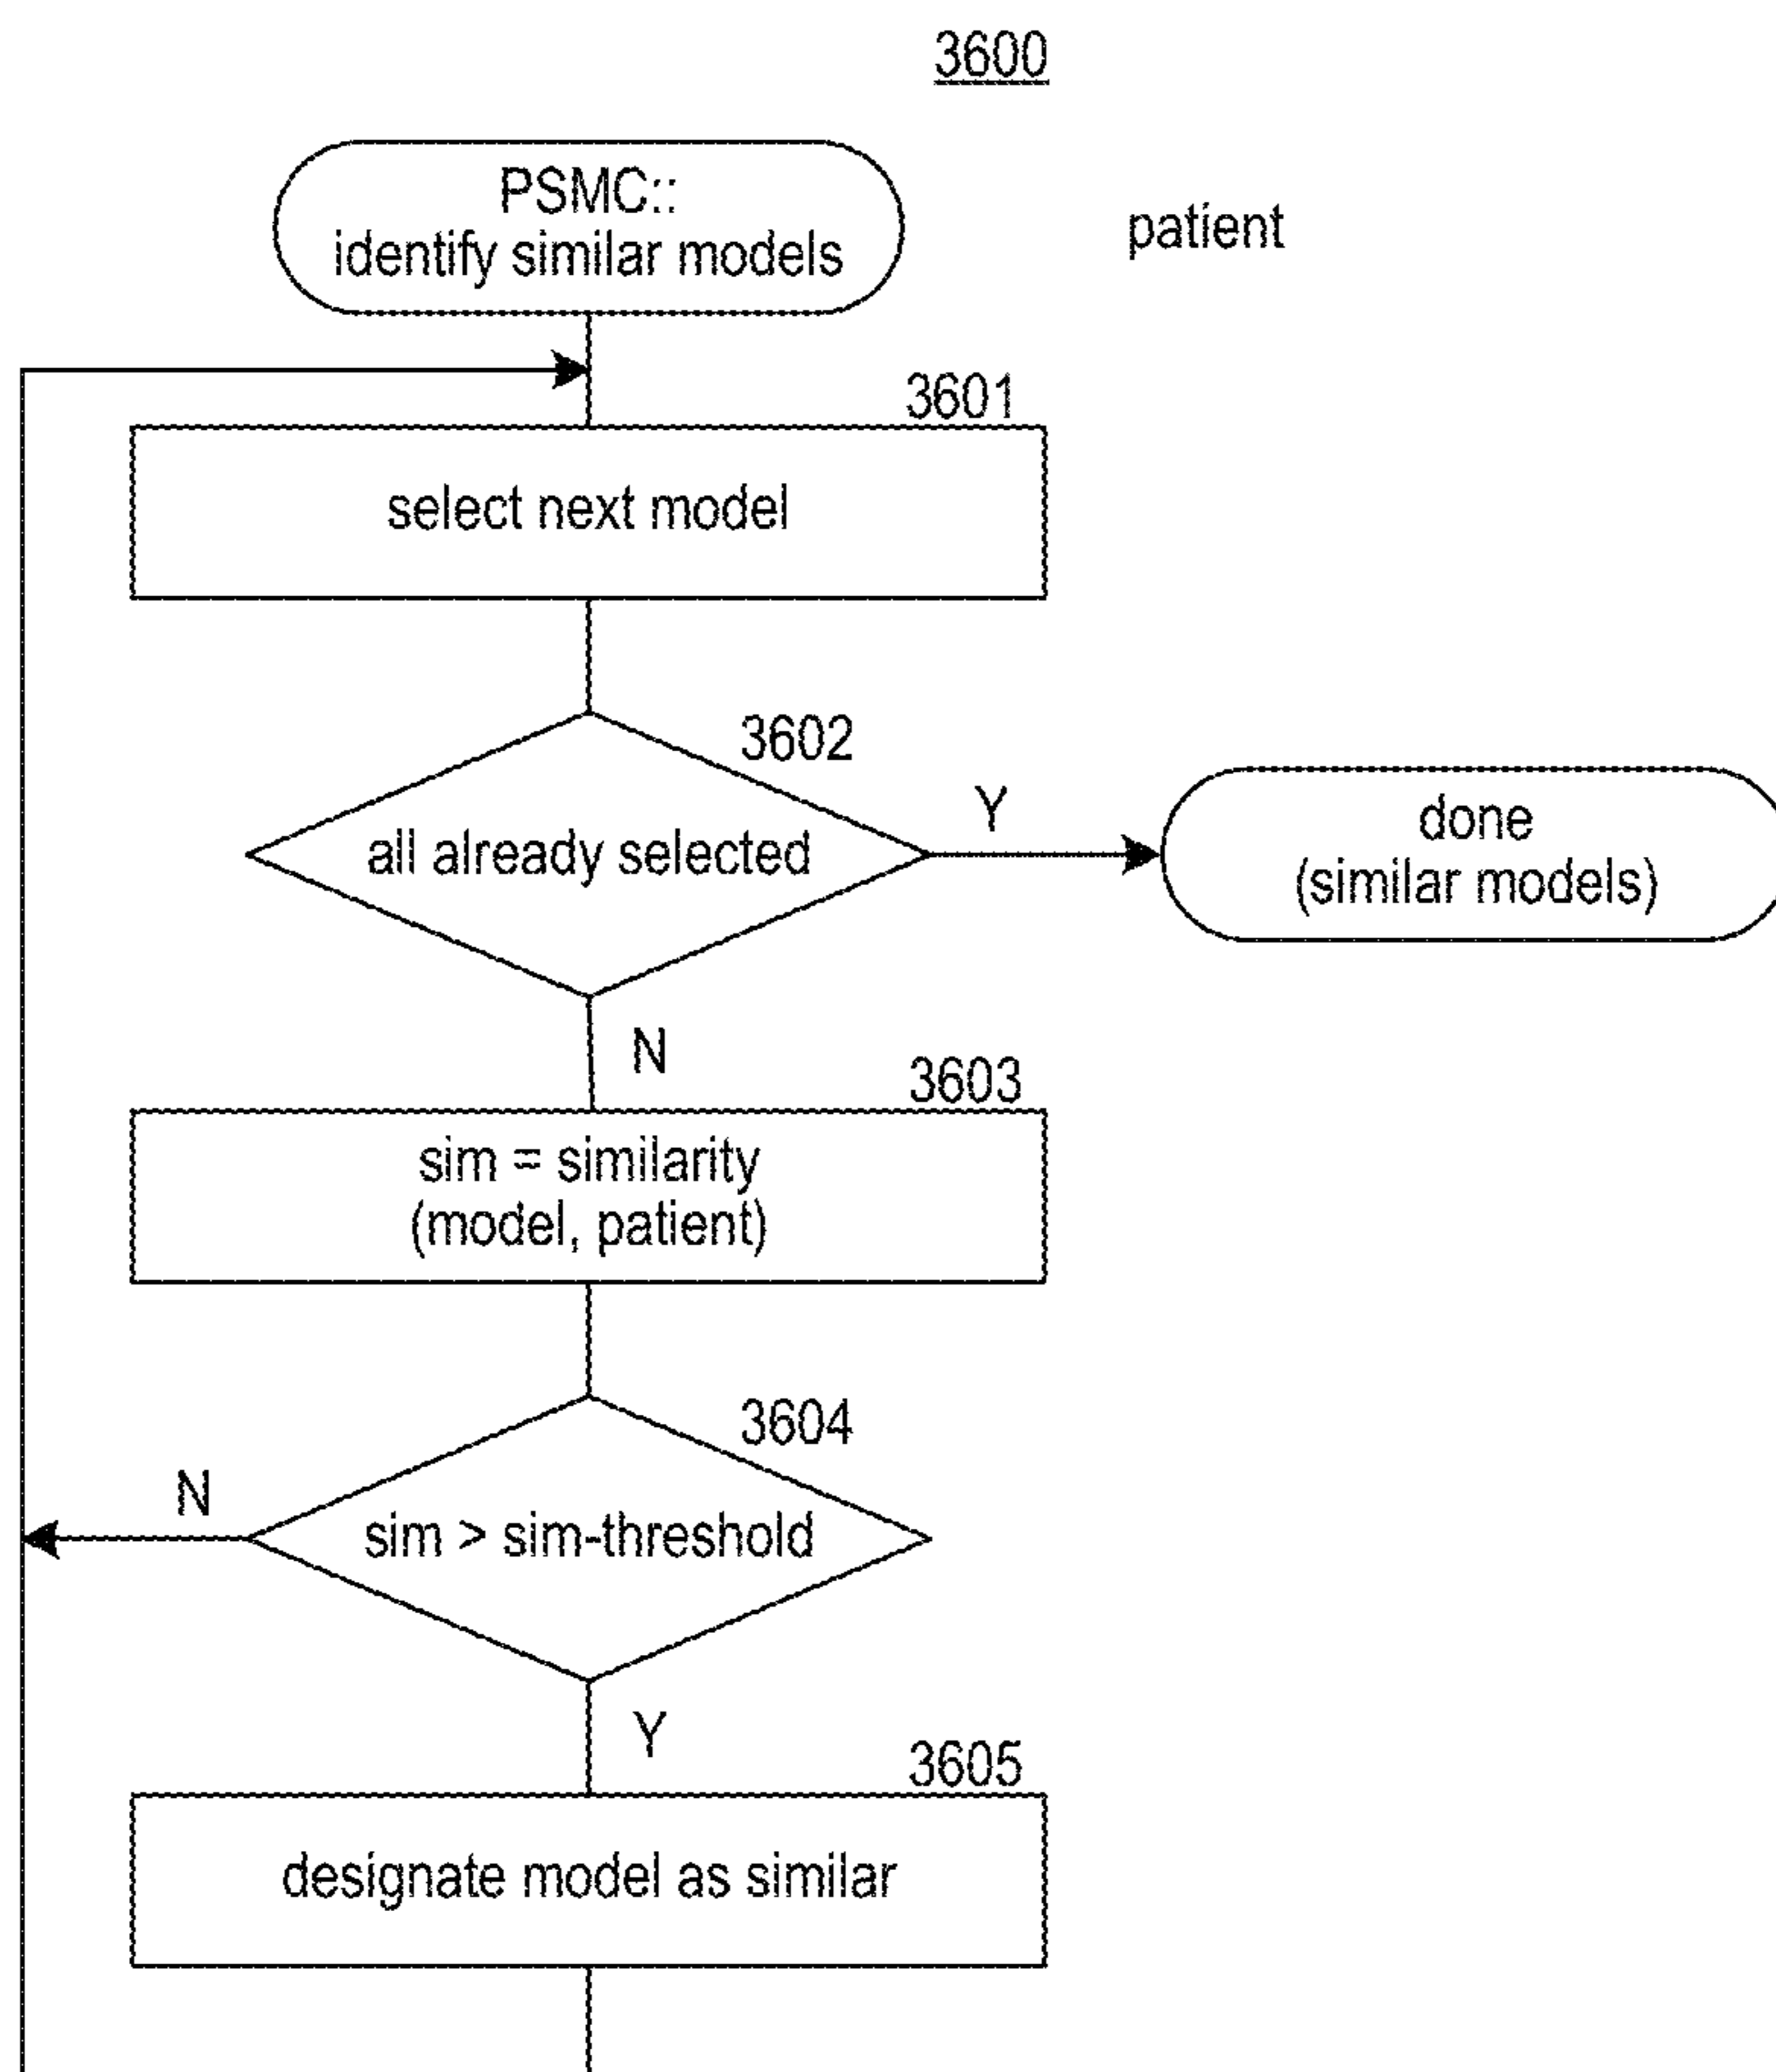 3600
PSMC::
identify similar models
patient
3601
select next model
3602
all already selected
Y
done
(similar models)
N
3603
sim = similarity
(model, patient)
3604
N
sim > sim-threshold
Y
3605
designate model as similar